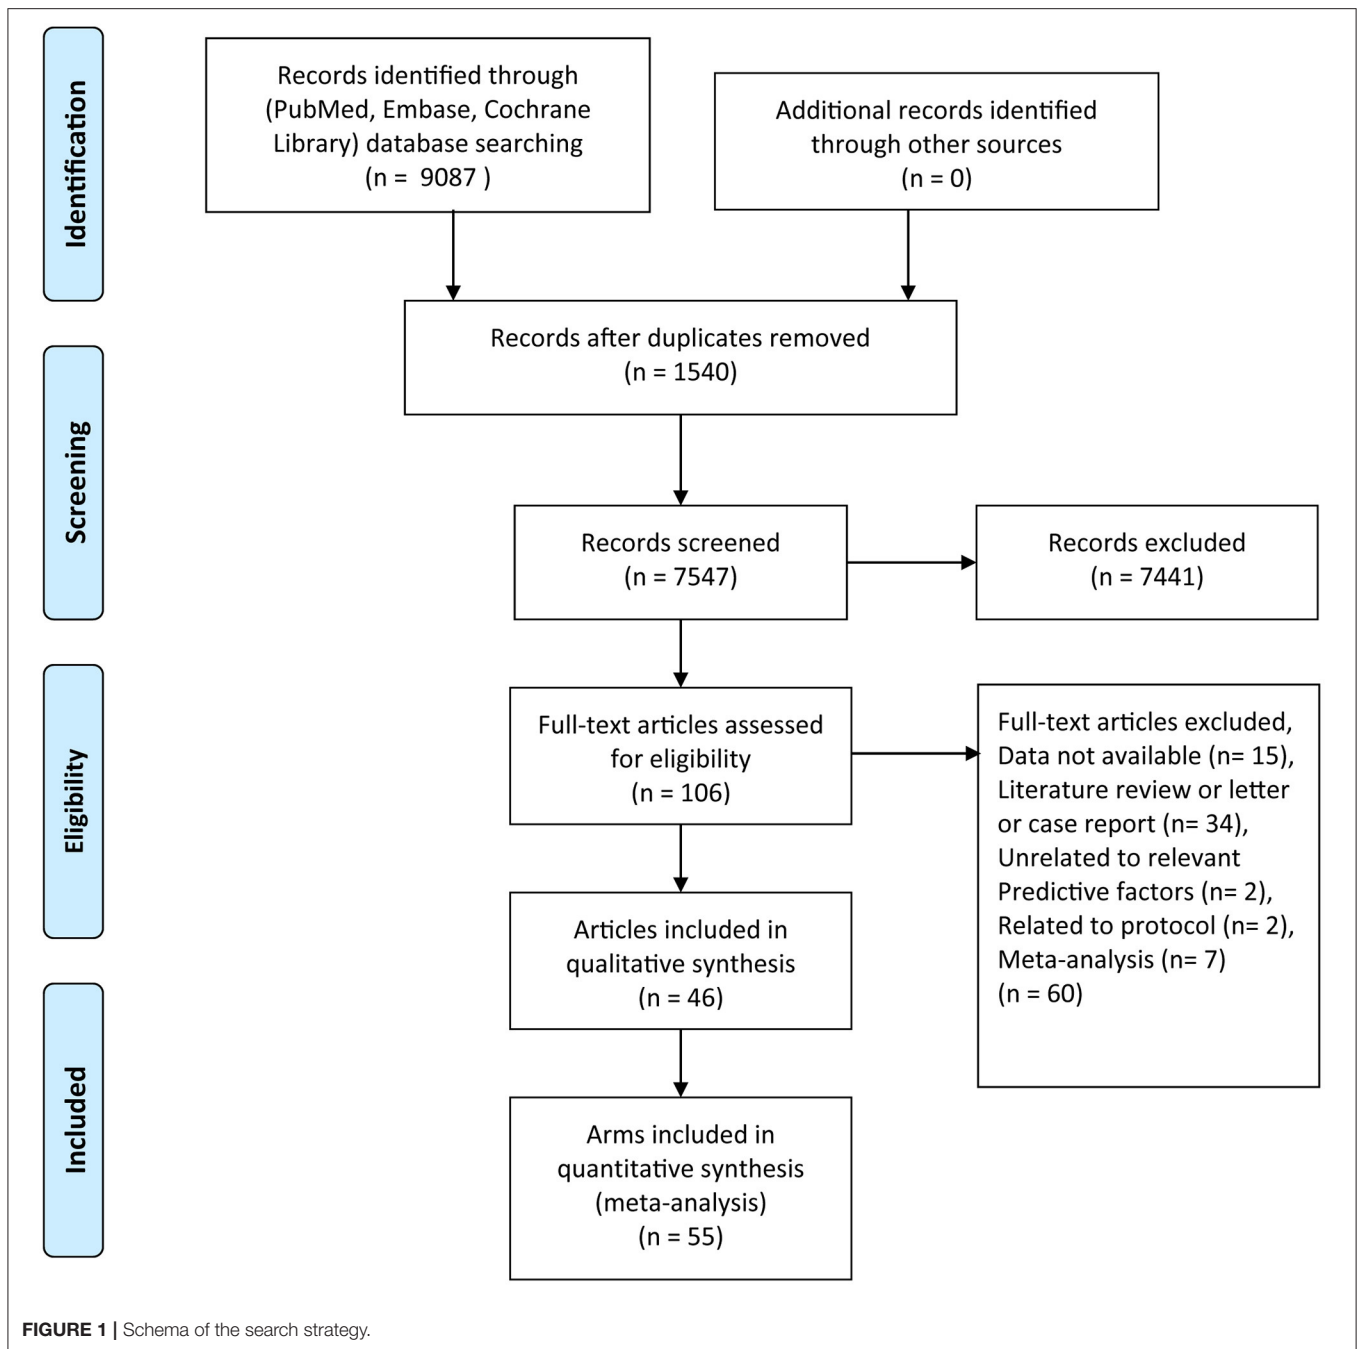 Identification
Records identified through
(PubMed, Embase, Cochrane
Library) database searching
(n =  9087 )
Additional records identified
through other sources
(n = 0)
Records after duplicates removed
(n = 1540)
Screening
Records screened
(n = 7547)
Records excluded
(n = 7441)
Eligibility
Full-text articles assessed
for eligibility
(n = 106)
Full-text articles excluded,
Data not available (n= 15),
Literature review or letter
or case report (n= 34),
Unrelated to relevant
Predictive factors (n= 2),
Related to protocol (n= 2),
Meta-analysis (n= 7)
(n = 60)
Articles included in
qualitative synthesis
(n = 46)
Included
Arms included in
quantitative synthesis
(meta-analysis)
(n = 55)
FIGURE 1 | Schema of the search strategy.